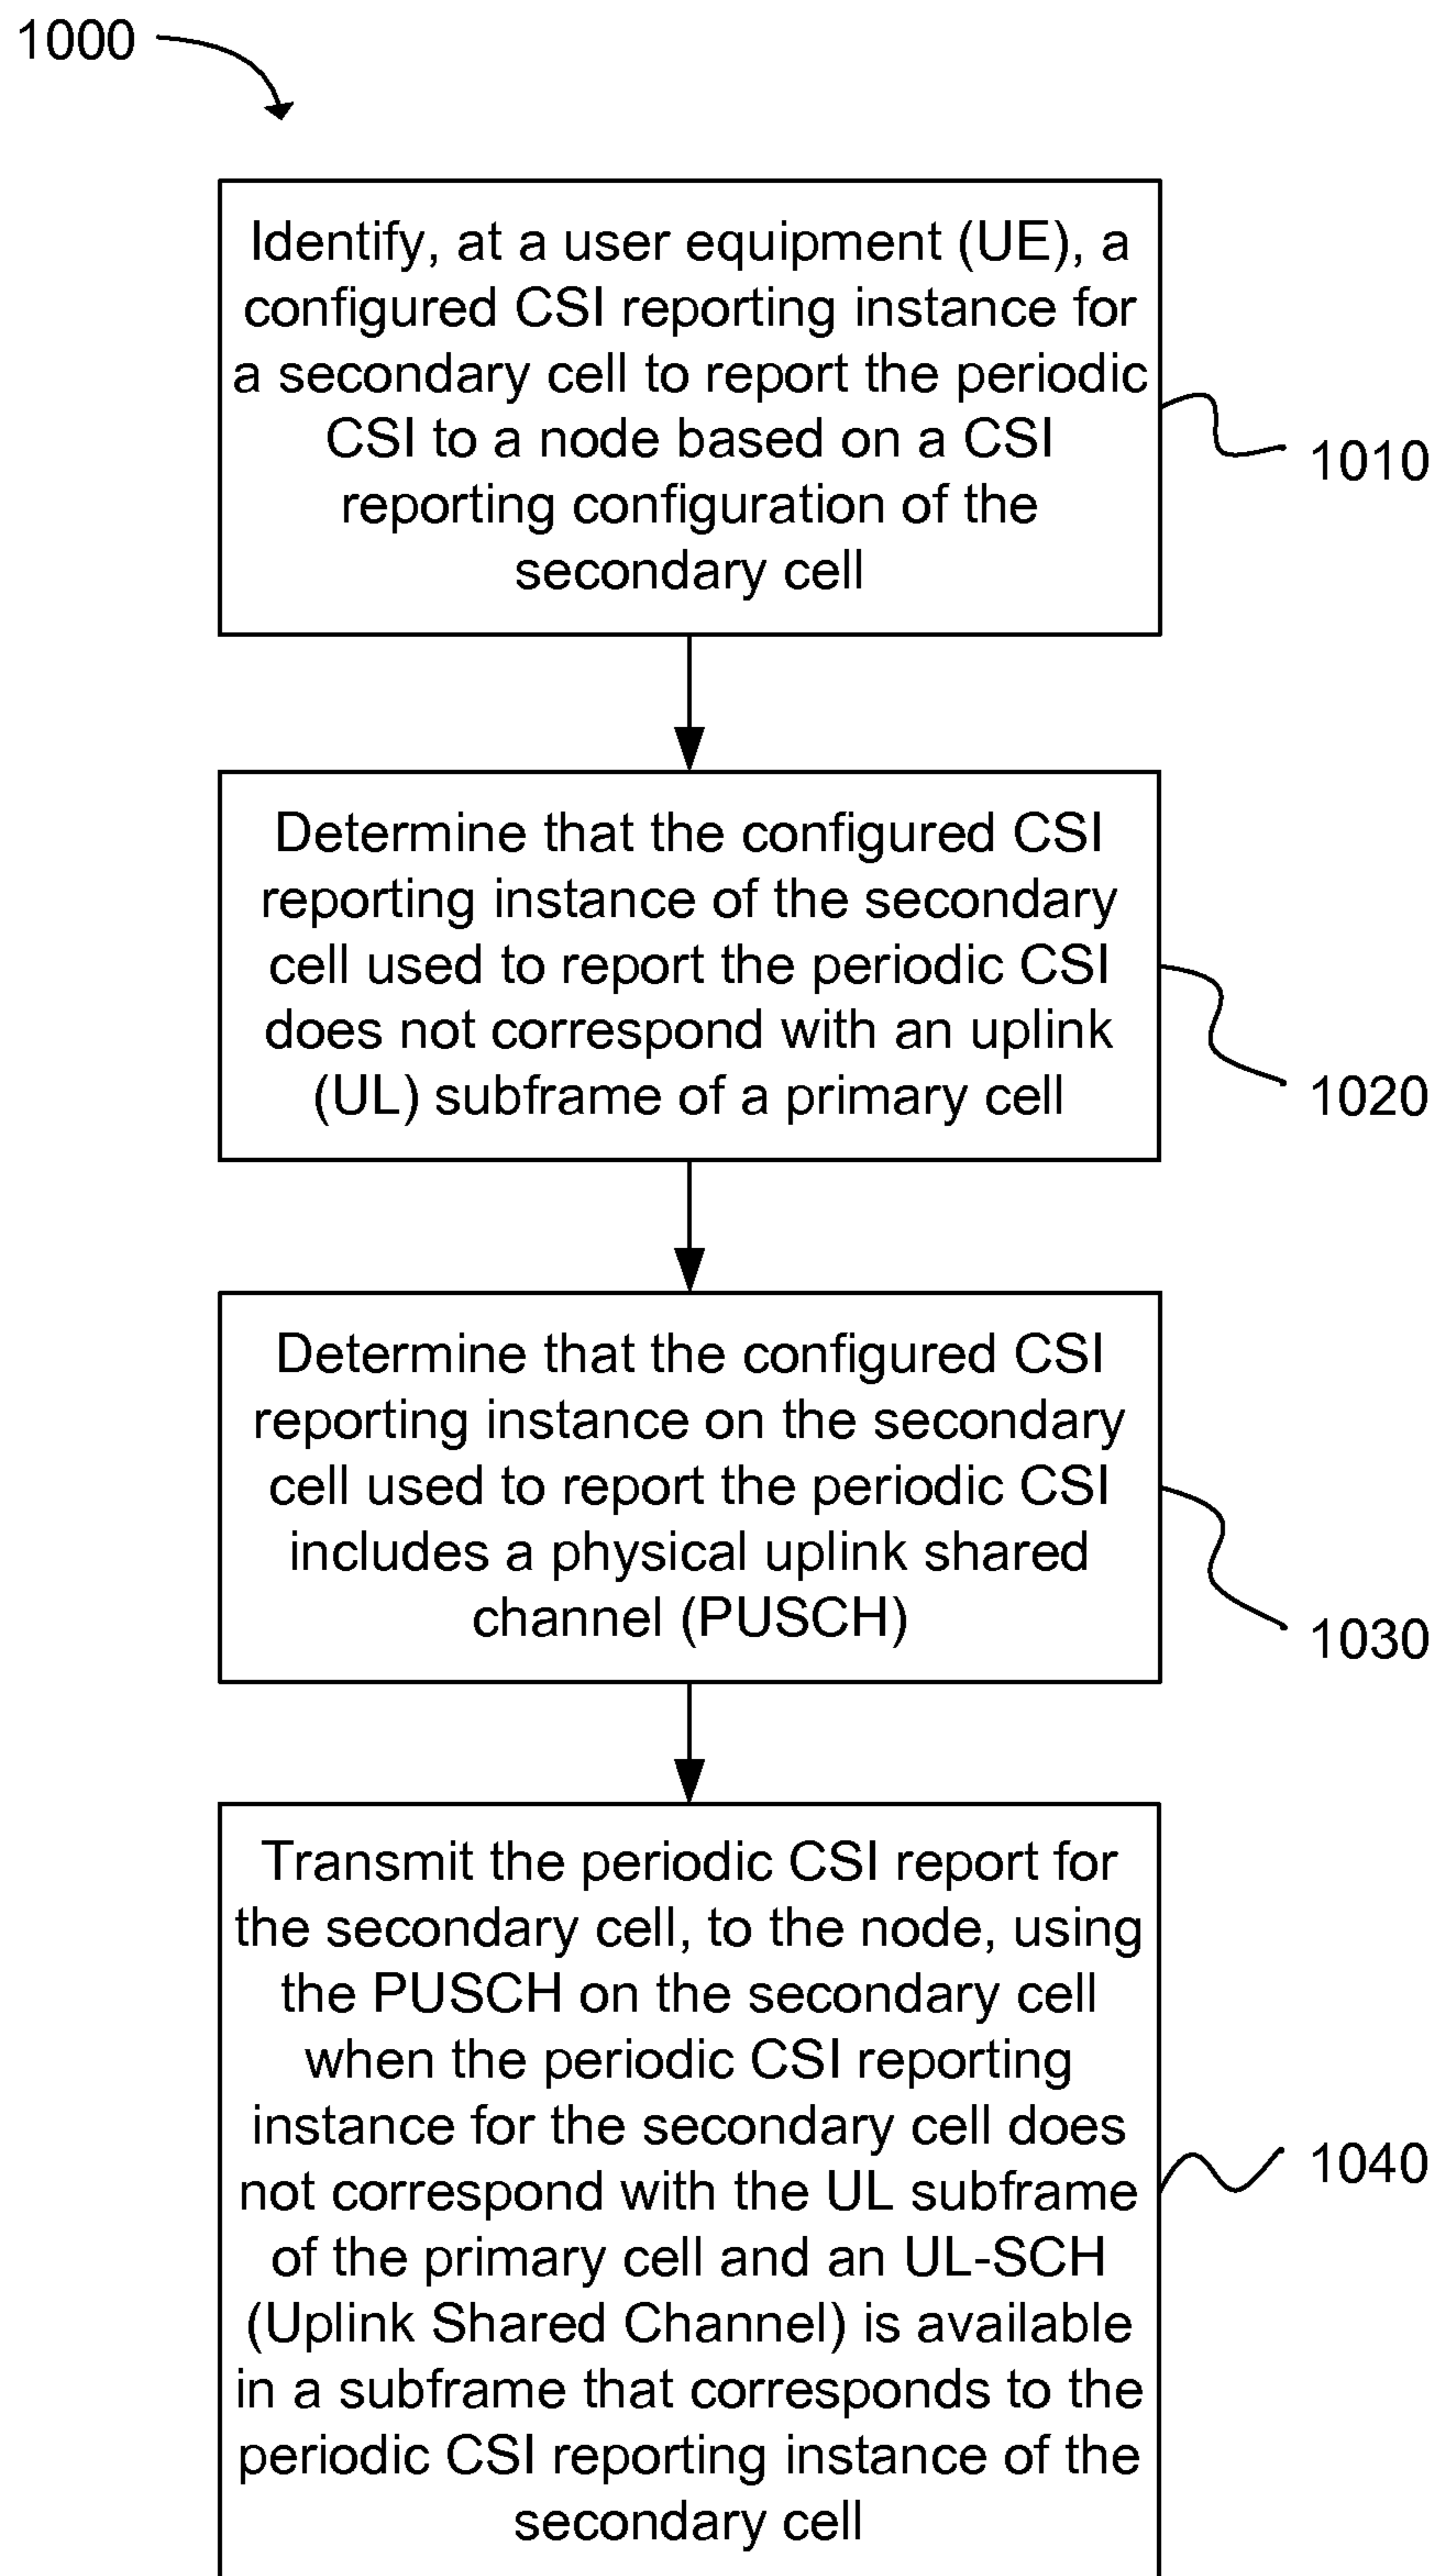 1000
Identify, at a user equipment (UE), a
configured CSI reporting instance for
a secondary cell to report the periodic
CSI to a node based on a CSI
reporting configuration of the
secondary cell
1010
Determine that the configured CSI
reporting instance of the secondary
cell used to report the periodic CSI
does not correspond with an uplink
(UL) subframe of a primary cell
1020
Determine that the configured CSI
reporting instance on the secondary
cell used to report the periodic CSI
includes a physical uplink shared
channel (PUSCH)
1030
Transmit the periodic CSI report for
the secondary cell, to the node, using
the PUSCH on the secondary cell
when the periodic CSI reporting
instance for the secondary cell does
not correspond with the UL subframe
of the primary cell and an UL-SCH
(Uplink Shared Channel) is available
in a subframe that corresponds to the
periodic CSI reporting instance of the
secondary cell
1040